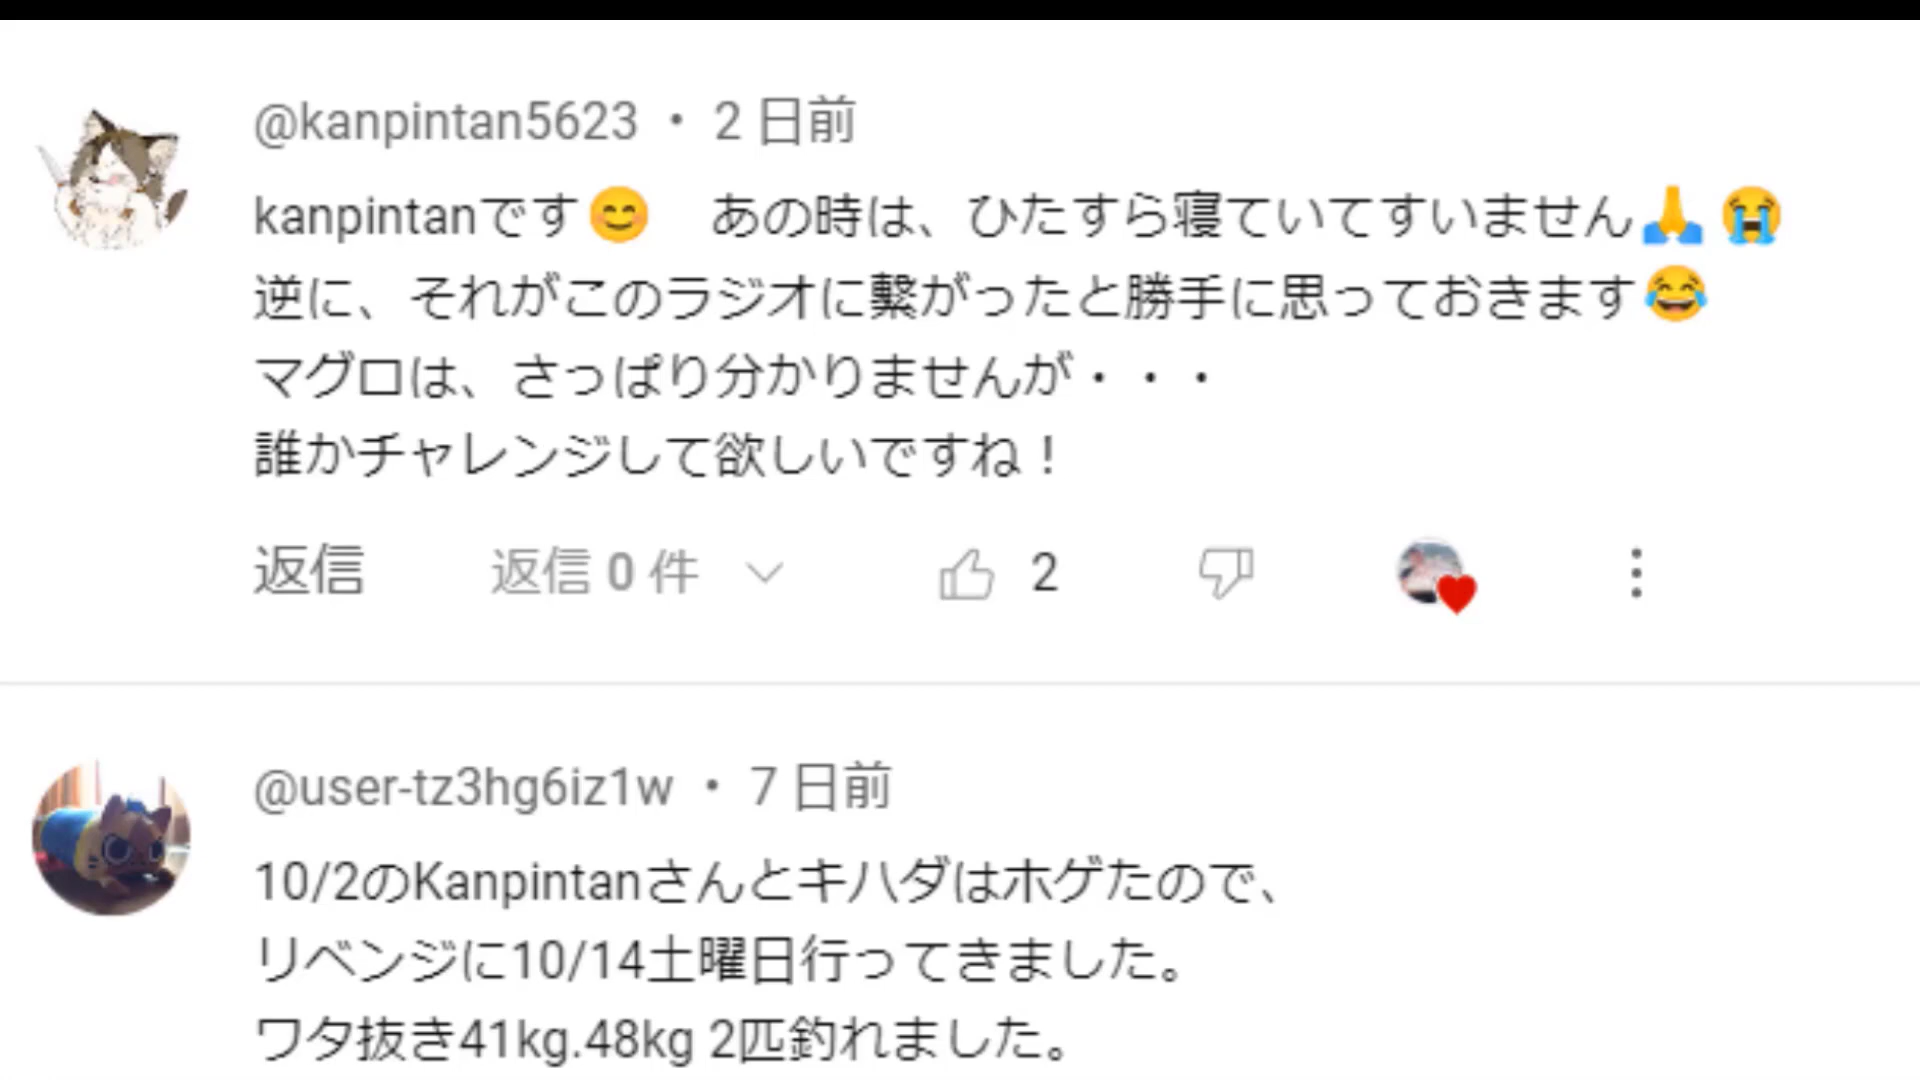 @kanpintan5623 ・ 2 日前
kanpintanです😊　あの時は、ひたすら寝ていてすいません🙏😭
逆に、それがこのラジオに繋がったと勝手に思っておきます😂
マグロは、さっぱり分かりませんが・・・
誰かチャレンジして欲しいですね！
返信 返信 0 件 2
@user-tz3hg6iz1w ・ 7 日前
10/2のKanpintanさんとキハダはホゲたので、
リベンジに10/14土曜日行ってきました。
ワタ抜き41kg.48kg 2匹釣れました。